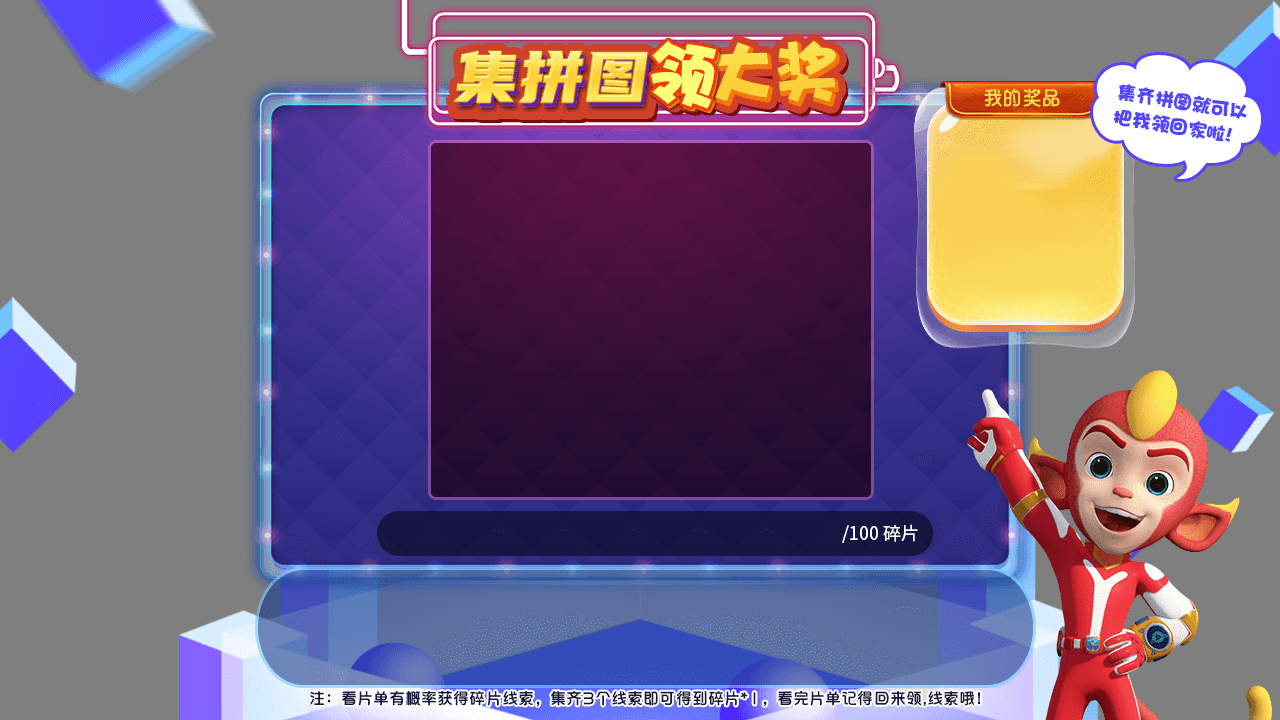 集拼图领大奖
我的奖品
集齐拼图就可以
把我领回家啦!
/100 碎片
注：看片单有概率获得碎片线索，集齐3个线索即可得到碎片*1，看完片单记得回来领,线索哦!